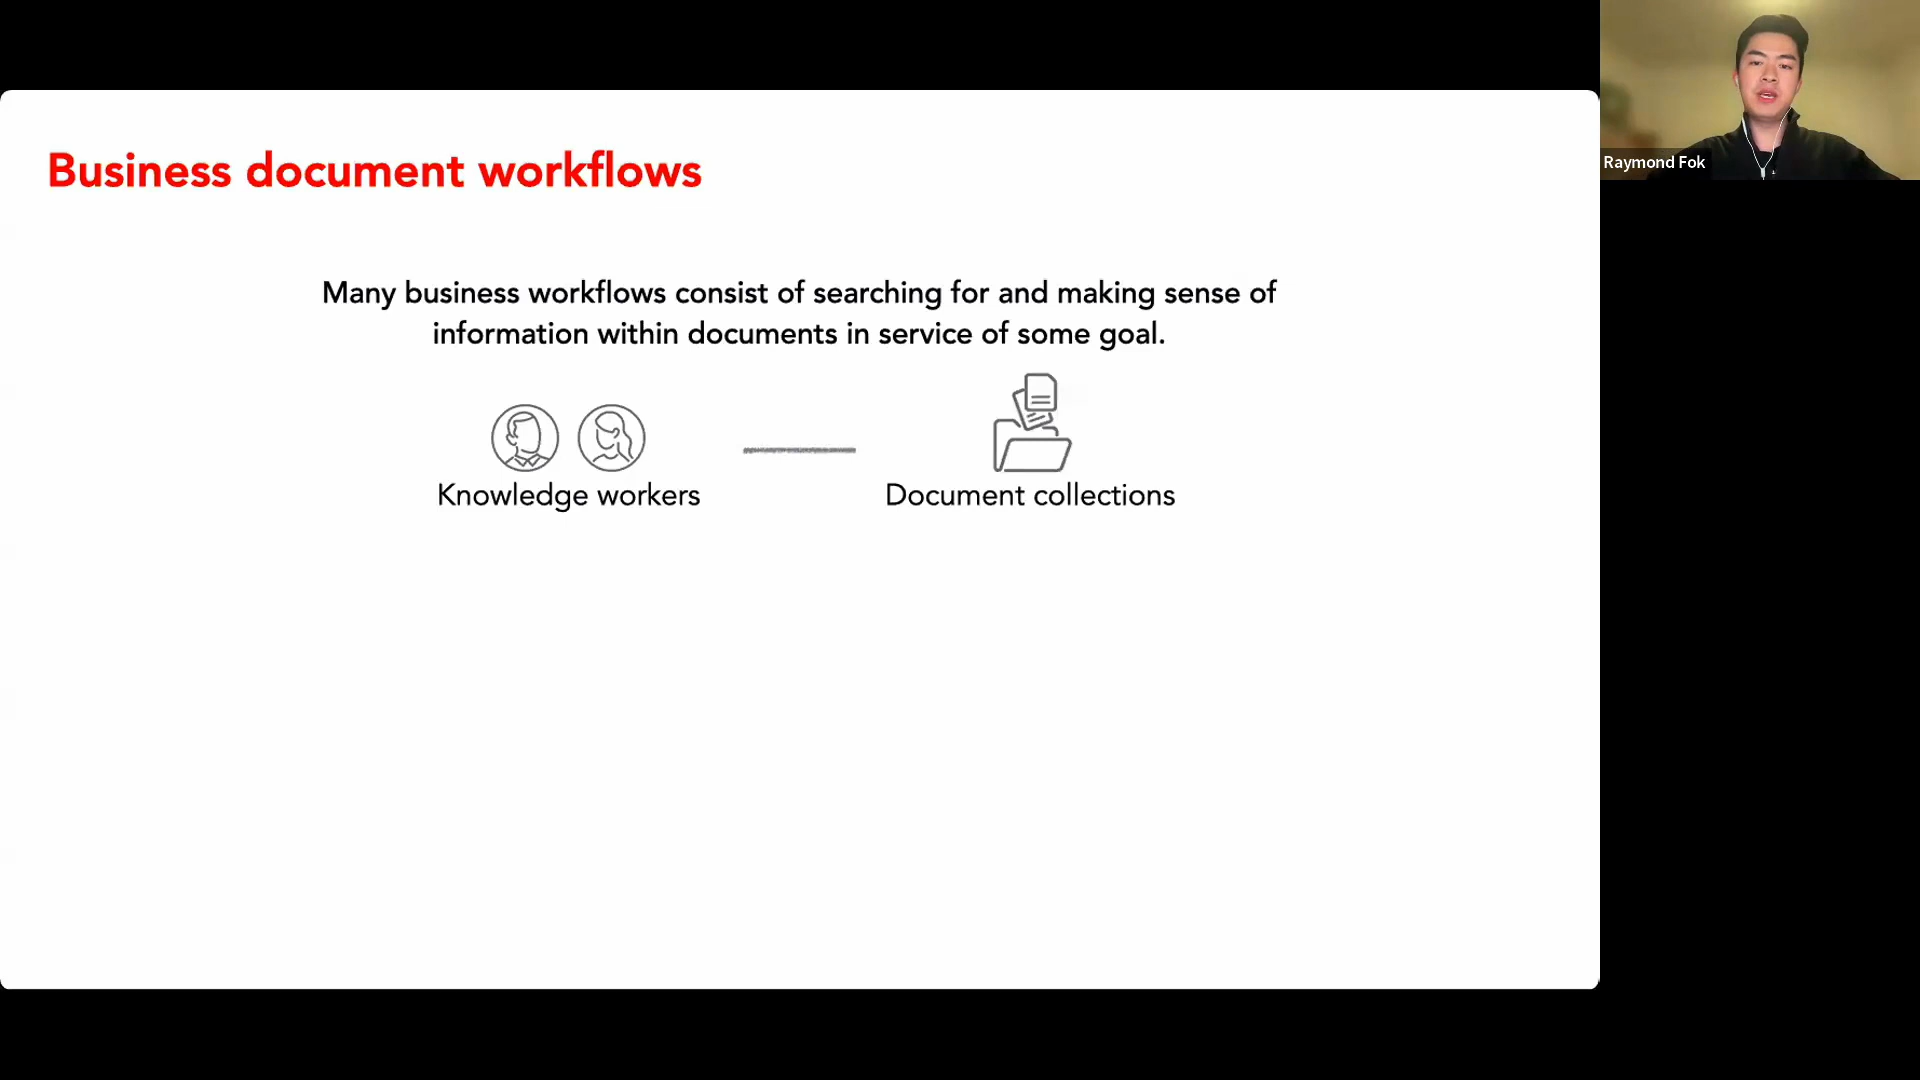 Business document workflows
Many business workflows consist of searching for and making sense of
information within documents in service of some goal.
Knowledge workers
Document collections
Raymond Fok